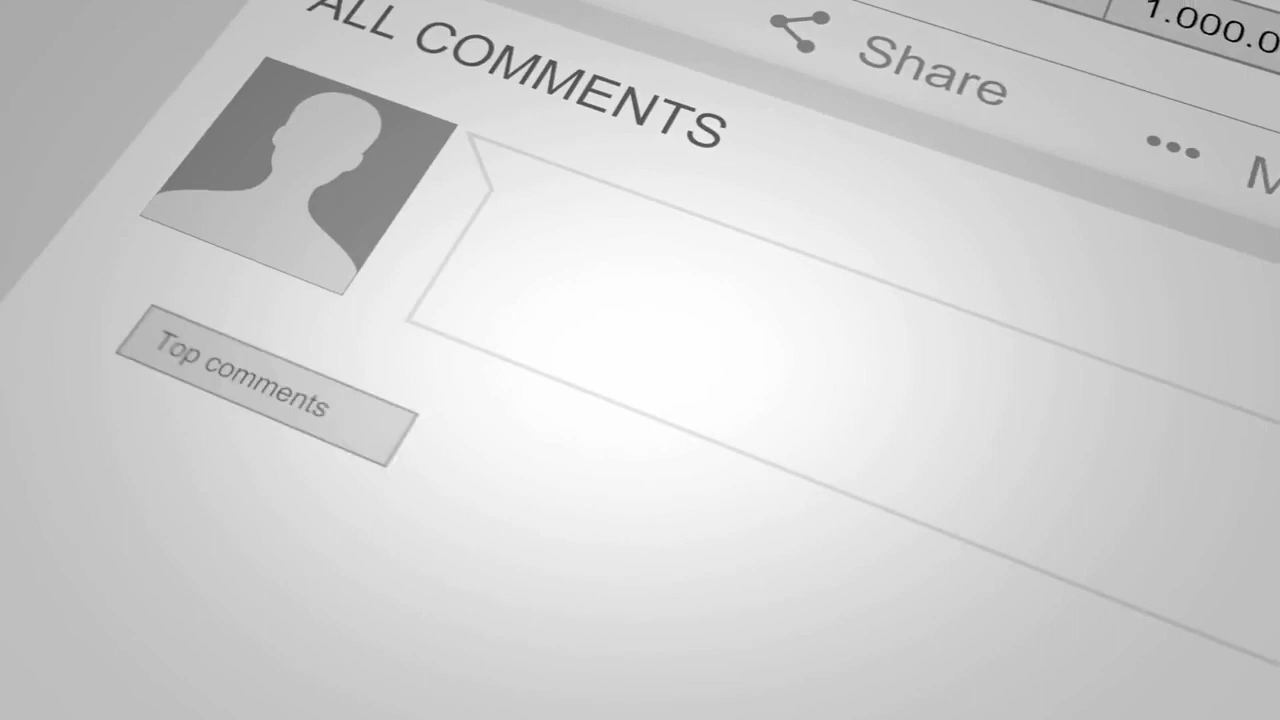 1.000.0
Share
••• M
ALL COMMENTS
Top comments